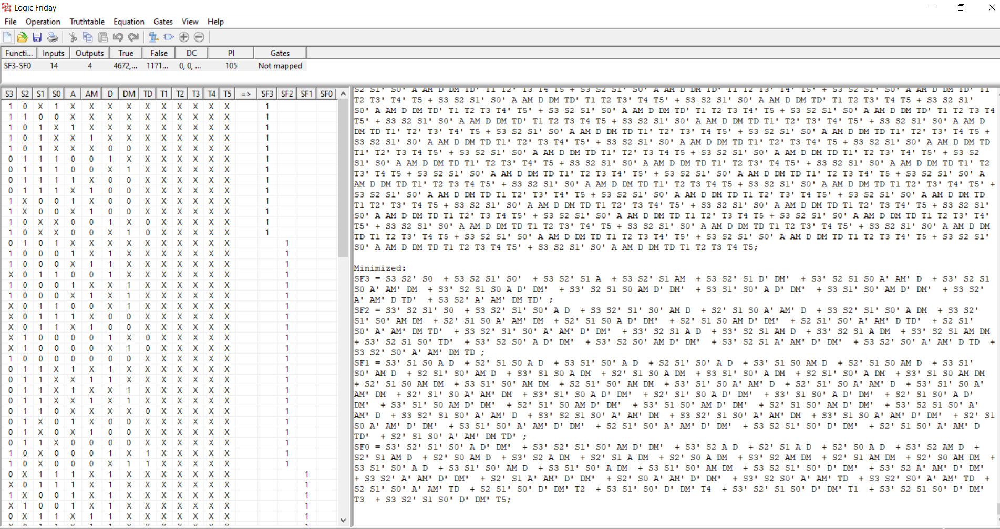 Logic Friday
File Operation Truthtable Equation Gates View Help
Functi... Inputs Outputs True False DC PI Gates
SF3-SF0 14 4 4672,... 1171... 0, 0, ... 105 Not mapped
S3 S2 S1 S0 A AM D DM TD T1 T2 T3 T4 T5 => SF3 SF2 SF1 SF0
1 0 X 1 X X X X X X X X X X 1
1 1 0 0 X X X X X X X X X X 1
1 0 1 X 1 X X X X X X X X X 1
1 0 1 X X 1 X X X X X X X X 1
1 0 1 X X X 0 0 X X X X X X 1
0 1 1 1 0 0 1 X X X X X X X 1
0 1 1 1 0 0 X 1 X X X X X X 1
0 1 1 1 1 X 0 0 X X X X X X 1
0 1 1 1 X 1 0 0 X X X X X X 1
1 X 0 0 1 X 0 0 X X X X X X 1
1 X 0 0 X 1 0 0 X X X X X X 1
1 0 X X 0 0 1 X 0 X X X X X 1
1 0 X X 0 0 X 1 0 X X X X X 1
0 1 0 1 X X X X X X X X X X 1
1 0 0 0 1 X 1 X X X X X X X 1
1 0 0 0 X 1 1 X X X X X X X 1
X 0 1 1 0 0 1 X X X X X X X 1
1 0 0 0 1 X X 1 X X X X X X 1
1 0 0 0 X 1 X 1 X X X X X X 1
X 0 1 1 0 0 X 1 X X X X X X 1
X 0 1 1 1 X 0 0 X X X X X X 1
X 0 1 1 X 1 0 0 X X X X X X 1
X 1 0 0 0 0 1 X 0 X X X X X 1
X 1 0 0 0 0 X 1 0 X X X X X 1
1 0 0 0 0 0 0 0 X X X X X X 1
0 1 1 X 1 X 1 X X X X X X X 1
0 1 1 X X 1 1 X X X X X X X 1
0 1 1 X 1 X X 1 X X X X X X 1
0 1 1 X X 1 X 1 X X X X X X 1
0 1 1 0 X X X X 0 X X X X X 1
0 1 X 0 1 X 0 0 X X X X X X 1
0 1 X 0 X 1 0 0 X X X X X X 1
0 1 1 X 0 0 0 0 X X X X X X 1
1 0 X 0 0 0 1 X 1 X X X X X 1
1 0 X 0 0 0 X 1 1 X X X X X 1
0 X 1 1 1 X 1 X X X X X X X 1
X 0 1 1 1 X 1 X X X X X X X 1
1 X 0 0 1 X 1 X X X X X X X 1
X 1 0 0 1 X 1 X X X X X X X 1
0 X 1 1 X 1 1 X X X X X X X 1
T2 T3' T4' T5 + S3 S2 S1' S0' A AM D DM TD' T1 T2 T3' T4 T5' + S3 S2 S1' S0' A AM D DM TD' T1 T2 T3' T4 T5 + S3 S2 S1'
S0' A AM D DM TD' T1 T2 T3 T4' T5' + S3 S2 S1' S0' A AM D DM TD' T1 T2 T3 T4' T5 + S3 S2 S1' S0' A AM D DM TD' T1 T2 T3 T4
T5' + S3 S2 S1' S0' A AM D DM TD' T1 T2 T3 T4 T5 + S3 S2 S1' S0' A AM D DM TD T1' T2' T3' T4' T5' + S3 S2 S1' S0' A AM D
DM TD T1' T2' T3' T4' T5 + S3 S2 S1' S0' A AM D DM TD T1' T2' T3' T4 T5' + S3 S2 S1' S0' A AM D DM TD T1' T2' T3' T4 T5 +
S3 S2 S1' S0' A AM D DM TD T1' T2' T3 T4' T5' + S3 S2 S1' S0' A AM D DM TD T1' T2' T3 T4' T5 + S3 S2 S1' S0' A AM D DM TD
T1' T2' T3 T4 T5' + S3 S2 S1' S0' A AM D DM TD T1' T2' T3 T4 T5 + S3 S2 S1' S0' A AM D DM TD T1' T2 T3' T4' T5' + S3 S2
S1' S0' A AM D DM TD T1' T2 T3' T4' T5 + S3 S2 S1' S0' A AM D DM TD T1' T2 T3' T4 T5' + S3 S2 S1' S0' A AM D DM TD T1' T2
T3' T4 T5 + S3 S2 S1' S0' A AM D DM TD T1' T2 T3 T4' T5' + S3 S2 S1' S0' A AM D DM TD T1' T2 T3 T4' T5 + S3 S2 S1' S0' A
AM D DM TD T1' T2 T3 T4 T5' + S3 S2 S1' S0' A AM D DM TD T1' T2 T3 T4 T5 + S3 S2 S1' S0' A AM D DM TD T1 T2' T3' T4' T5' +
S3 S2 S1' S0' A AM D DM TD T1 T2' T3' T4' T5 + S3 S2 S1' S0' A AM D DM TD T1 T2' T3' T4 T5' + S3 S2 S1' S0' A AM D DM TD
T1 T2' T3' T4 T5 + S3 S2 S1' S0' A AM D DM TD T1 T2' T3 T4' T5' + S3 S2 S1' S0' A AM D DM TD T1 T2' T3 T4' T5 + S3 S2 S1'
S0' A AM D DM TD T1 T2' T3 T4 T5' + S3 S2 S1' S0' A AM D DM TD T1 T2' T3 T4 T5 + S3 S2 S1' S0' A AM D DM TD T1 T2 T3' T4'
T5' + S3 S2 S1' S0' A AM D DM TD T1 T2 T3' T4' T5 + S3 S2 S1' S0' A AM D DM TD T1 T2 T3' T4 T5' + S3 S2 S1' S0' A AM D DM
TD T1 T2 T3' T4 T5 + S3 S2 S1' S0' A AM D DM TD T1 T2 T3 T4' T5' + S3 S2 S1' S0' A AM D DM TD T1 T2 T3 T4' T5 + S3 S2 S1'
S0' A AM D DM TD T1 T2 T3 T4 T5' + S3 S2 S1' S0' A AM D DM TD T1 T2 T3 T4 T5;
Minimized:
SF3 = S3 S2' S0 + S3 S2 S1' S0' + S3 S2' S1 A + S3 S2' S1 AM + S3 S2' S1 D' DM' + S3' S2 S1 S0 A' AM' D + S3' S2 S1
S0 A' AM' DM + S3' S2 S1 S0 A D' DM' + S3' S2 S1 S0 AM D' DM' + S3 S1' S0' A D' DM' + S3 S1' S0' AM D' DM' + S3 S2'
A' AM' D TD' + S3 S2' A' AM' DM TD' ;
SF2 = S3' S2 S1' S0 + S3 S2' S1' S0' A D + S3 S2' S1' S0' AM D + S2' S1 S0 A' AM' D + S3 S2' S1' S0' A DM + S3 S2'
S1' S0' AM DM + S2' S1 S0 A' AM' DM + S2' S1 S0 A D' DM' + S2' S1 S0 AM D' DM' + S2 S1' S0' A' AM' D TD' + S2 S1'
S0' A' AM' DM TD' + S3 S2' S1' S0' A' AM' D' DM' + S3' S2 S1 A D + S3' S2 S1 AM D + S3' S2 S1 A DM + S3' S2 S1 AM DM
+ S3' S2 S1 S0' TD' + S3' S2 S0' A D' DM' + S3' S2 S0' AM D' DM' + S3' S2 S1 A' AM' D' DM' + S3 S2' S0' A' AM' D TD +
S3 S2' S0' A' AM' DM TD ;
SF1 = S3' S1 S0 A D + S2' S1 S0 A D + S3 S1' S0' A D + S2 S1' S0' A D + S3' S1 S0 AM D + S2' S1 S0 AM D + S3 S1'
S0' AM D + S2 S1' S0' AM D + S3' S1 S0 A DM + S2' S1 S0 A DM + S3 S1' S0' A DM + S2 S1' S0' A DM + S3' S1 S0 AM DM
+ S2' S1 S0 AM DM + S3 S1' S0' AM DM + S2 S1' S0' AM DM + S3' S1' S0 A' AM' D + S2' S1' S0 A' AM' D + S3' S1' S0 A'
AM' DM + S2' S1' S0 A' AM' DM + S3' S1' S0 A D' DM' + S2' S1' S0 A D' DM' + S3' S1 S0' A D' DM' + S2' S1 S0' A D'
DM' + S3' S1' S0 AM D' DM' + S2' S1' S0 AM D' DM' + S3' S1 S0' AM D' DM' + S2' S1 S0' AM D' DM' + S3' S2 S1 S0' A'
AM' D + S3 S2' S1 S0' A' AM' D + S3' S2 S1 S0' A' AM' DM + S3 S2' S1 S0' A' AM' DM + S3' S1 S0 A' AM' D' DM' + S2' S1
S0 A' AM' D' DM' + S3 S1' S0' A' AM' D' DM' + S2 S1' S0' A' AM' D' DM' + S3 S2 S1' S0' D' DM' + S2' S1 S0' A' AM' D
TD' + S2' S1 S0' A' AM' DM TD' ;
SF0 = S3' S2' S1' S0' A D' DM' + S3' S2' S1' S0' AM D' DM' + S3' S2 A D + S2' S1 A D + S2' S0 A D + S3' S2 AM D +
S2' S1 AM D + S2' S0 AM D + S3' S2 A DM + S2' S1 A DM + S2' S0 A DM + S3' S2 AM DM + S2' S1 AM DM + S2' S0 AM DM +
S3 S1' S0' A D + S3 S1' S0' AM D + S3 S1' S0' A DM + S3 S1' S0' AM DM + S3 S2 S1' S0' D' DM' + S3' S2 A' AM' D' DM'
+ S3 S2' A' AM' D' DM' + S2' S1 A' AM' D' DM' + S2' S0 A' AM' D' DM' + S3' S2 S0' A' AM' TD + S3 S2' S0' A' AM' TD +
S2 S1' S0' A' AM' TD + S2 S1' S0' D' DM' T2 + S3 S1' S0' D' DM' T4 + S3' S2' S1 S0' D' DM' T1 + S3' S2 S1 S0' D' DM'
T3 + S3 S2' S1 S0' D' DM' T5;